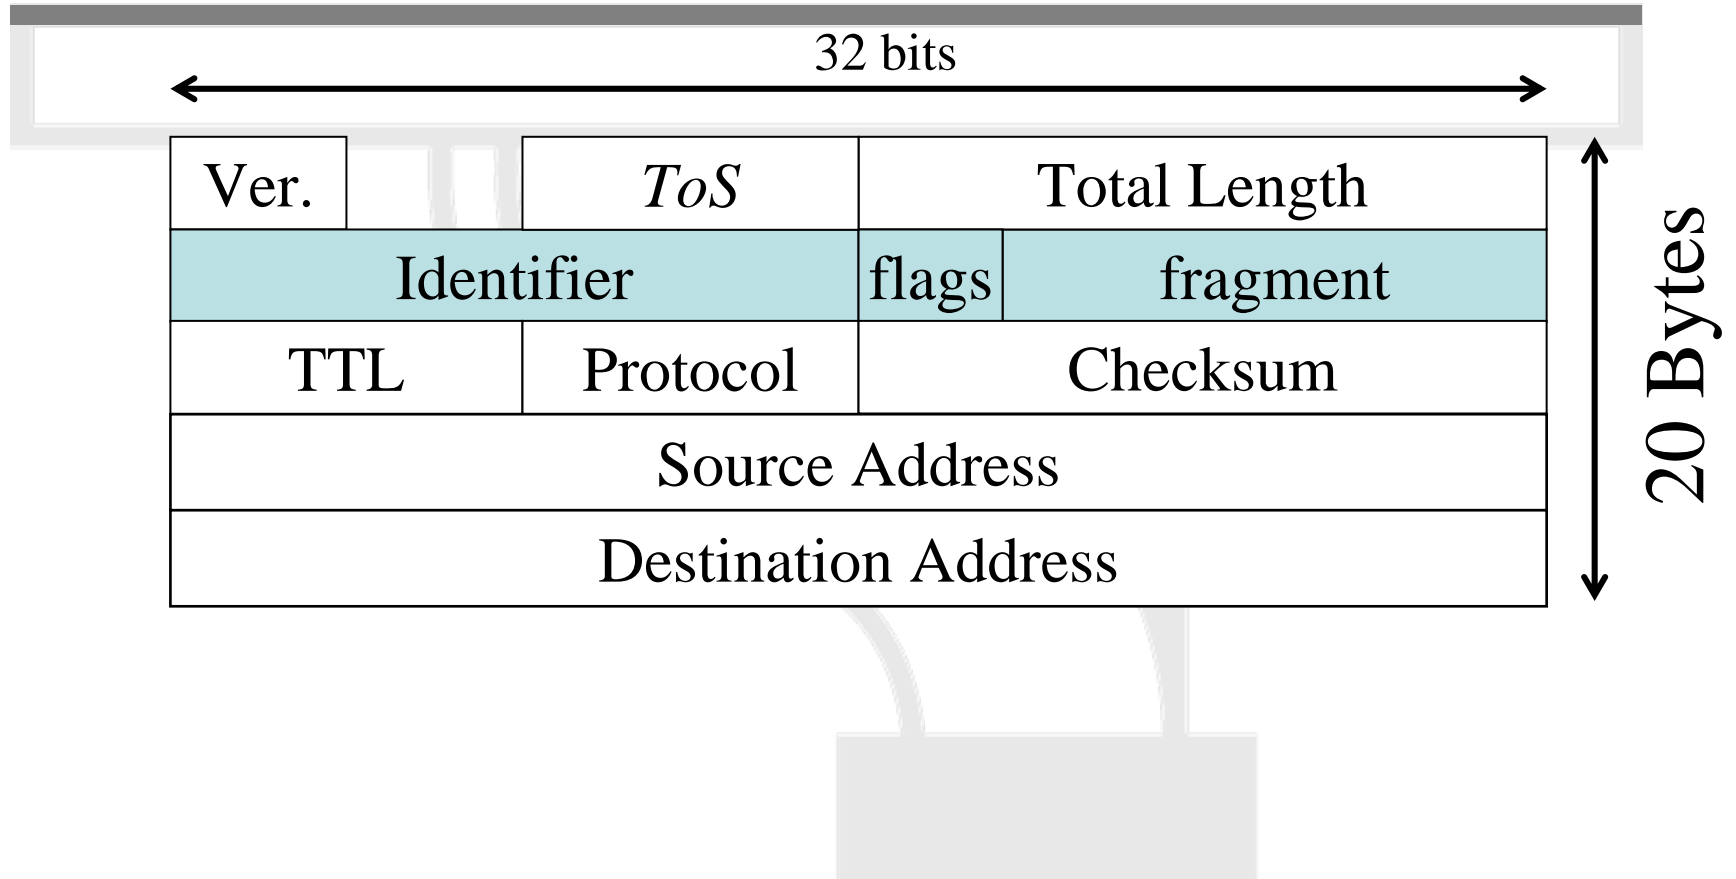 32 bits
Ver. ToS Total Length
Identifier flags fragment
TTL Protocol Checksum
Source Address
Destination Address
20 Bytes